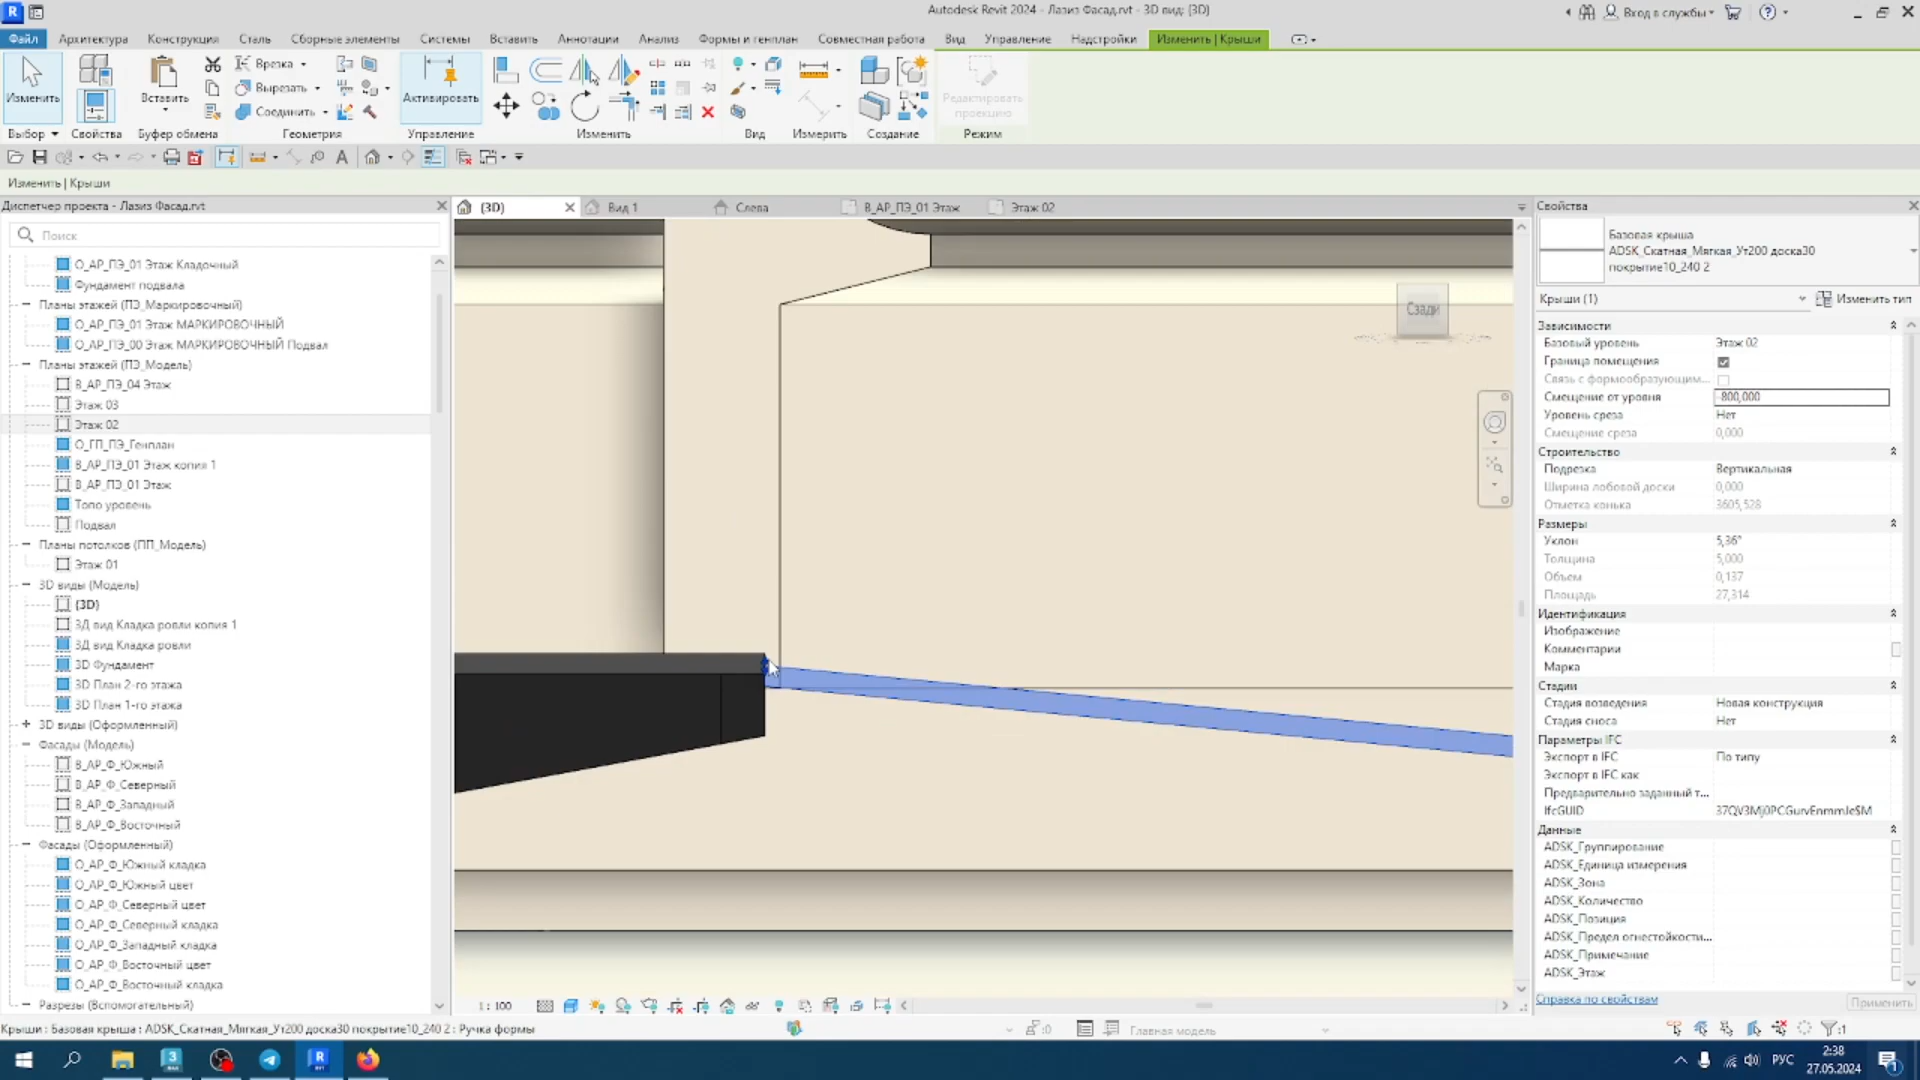 Autodesk Revit 2024 - Лазиз Фасад.rvt - 3D вид: {3D}
Вход в службы
Файл Архитектура Конструкция Сталь Сборные элементы Системы Вставить Аннотации Анализ Формы и генплан Совместная работа Вид Управление Надстройки Изменить | Крыши
Врезка
Вырезать
Соединить
Изменить Вставить Активировать Редактировать проекцию
Выбор Свойства Буфер обмена Геометрия Управление Изменить Вид Измерить Создание Режим
Изменить | Крыши
Диспетчер проекта - Лазиз Фасад.rvt
Поиск
О_АР_ПЭ_01 Этаж Кладочный
Фундамент подвала
Планы этажей (ПЭ_Маркировочный)
О_АР_ПЭ_01 Этаж МАРКИРОВОЧНЫЙ
О_АР_ПЭ_00 Этаж МАРКИРОВОЧНЫЙ Подвал
Планы этажей (ПЭ_Модель)
В_АР_ПЭ_04 Этаж
Этаж 03
Этаж 02
О_ГП_ПЭ_Генплан
В_АР_ПЭ_01 Этаж копия 1
В_АР_ПЭ_01 Этаж
Топо уровень
Подвал
Планы потолков (ПП_Модель)
Этаж 01
3D виды (Модель)
{3D}
3Д вид Кладка ровли копия 1
3Д вид Кладка ровли
3D Фундамент
3D План 2-го этажа
3D План 1-го этажа
3D виды (Оформленный)
Фасады (Модель)
В_АР_Ф_Южный
В_АР_Ф_Северный
В_АР_Ф_Западный
В_АР_Ф_Восточный
Фасады (Оформленный)
О_АР_Ф_Южный кладка
О_АР_Ф_Южный цвет
О_АР_Ф_Северный цвет
О_АР_Ф_Северный кладка
О_АР_Ф_Западный кладка
О_АР_Ф_Восточный цвет
О_АР_Ф_Восточный кладка
Разрезы (Вспомогательный)
{3D} Вид 1 Слева В_АР_ПЭ_01 Этаж Этаж 02
Сзади
1 : 100
Свойства
Базовая крыша
ADSK_Скатная_Мягкая_Ут200 доска30
покрытие10_240 2
Крыши (1) Изменить тип
Зависимости
Базовый уровень Этаж 02
Граница помещения
Связь с формообразующим...
Смещение от уровня -800,000
Уровень среза Нет
Смещение среза 0,000
Строительство
Подрезка Вертикальная
Ширина лобовой доски 0,000
Отметка конька 3605,528
Размеры
Уклон 5,36°
Толщина 5,000
Объем 0,137
Площадь 27,314
Идентификация
Изображение
Комментарии
Марка
Стадии
Стадия возведения Новая конструкция
Стадия сноса Нет
Параметры IFC
Экспорт в IFC По типу
Экспорт в IFC как
Предварительно заданный т...
IfcGUID 37QV3Mj0PCGurvEnmmJe$M
Данные
ADSK_Группирование
ADSK_Единица измерения
ADSK_Зона
ADSK_Количество
ADSK_Позиция
ADSK_Предел огнестойкости...
ADSK_Примечание
ADSK_Этаж
Справка по свойствам Применить
Крыши : Базовая крыша : ADSK_Скатная_Мягкая_Ут200 доска30 покрытие10_240 2 : Ручка формы
:0 Главная модель :1
РУС 2:38
27.05.2024